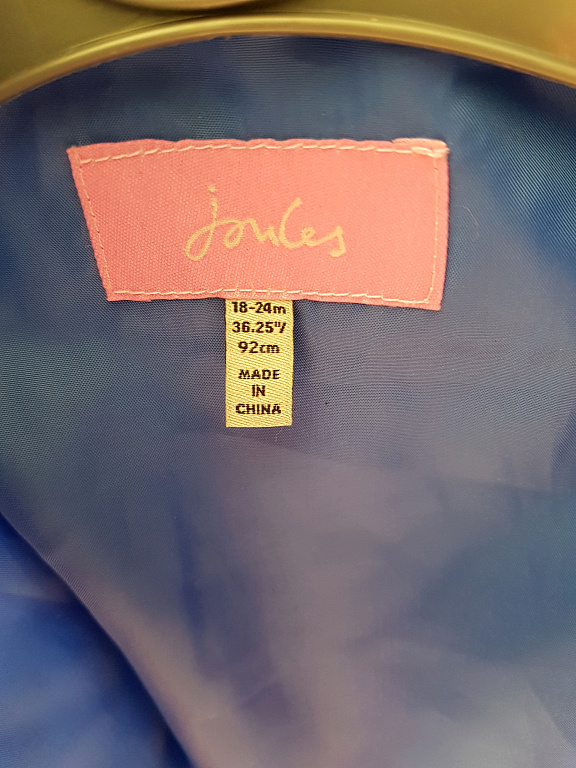 Joules
18-24m
36.25"/
92cm
MADE
IN
CHINA